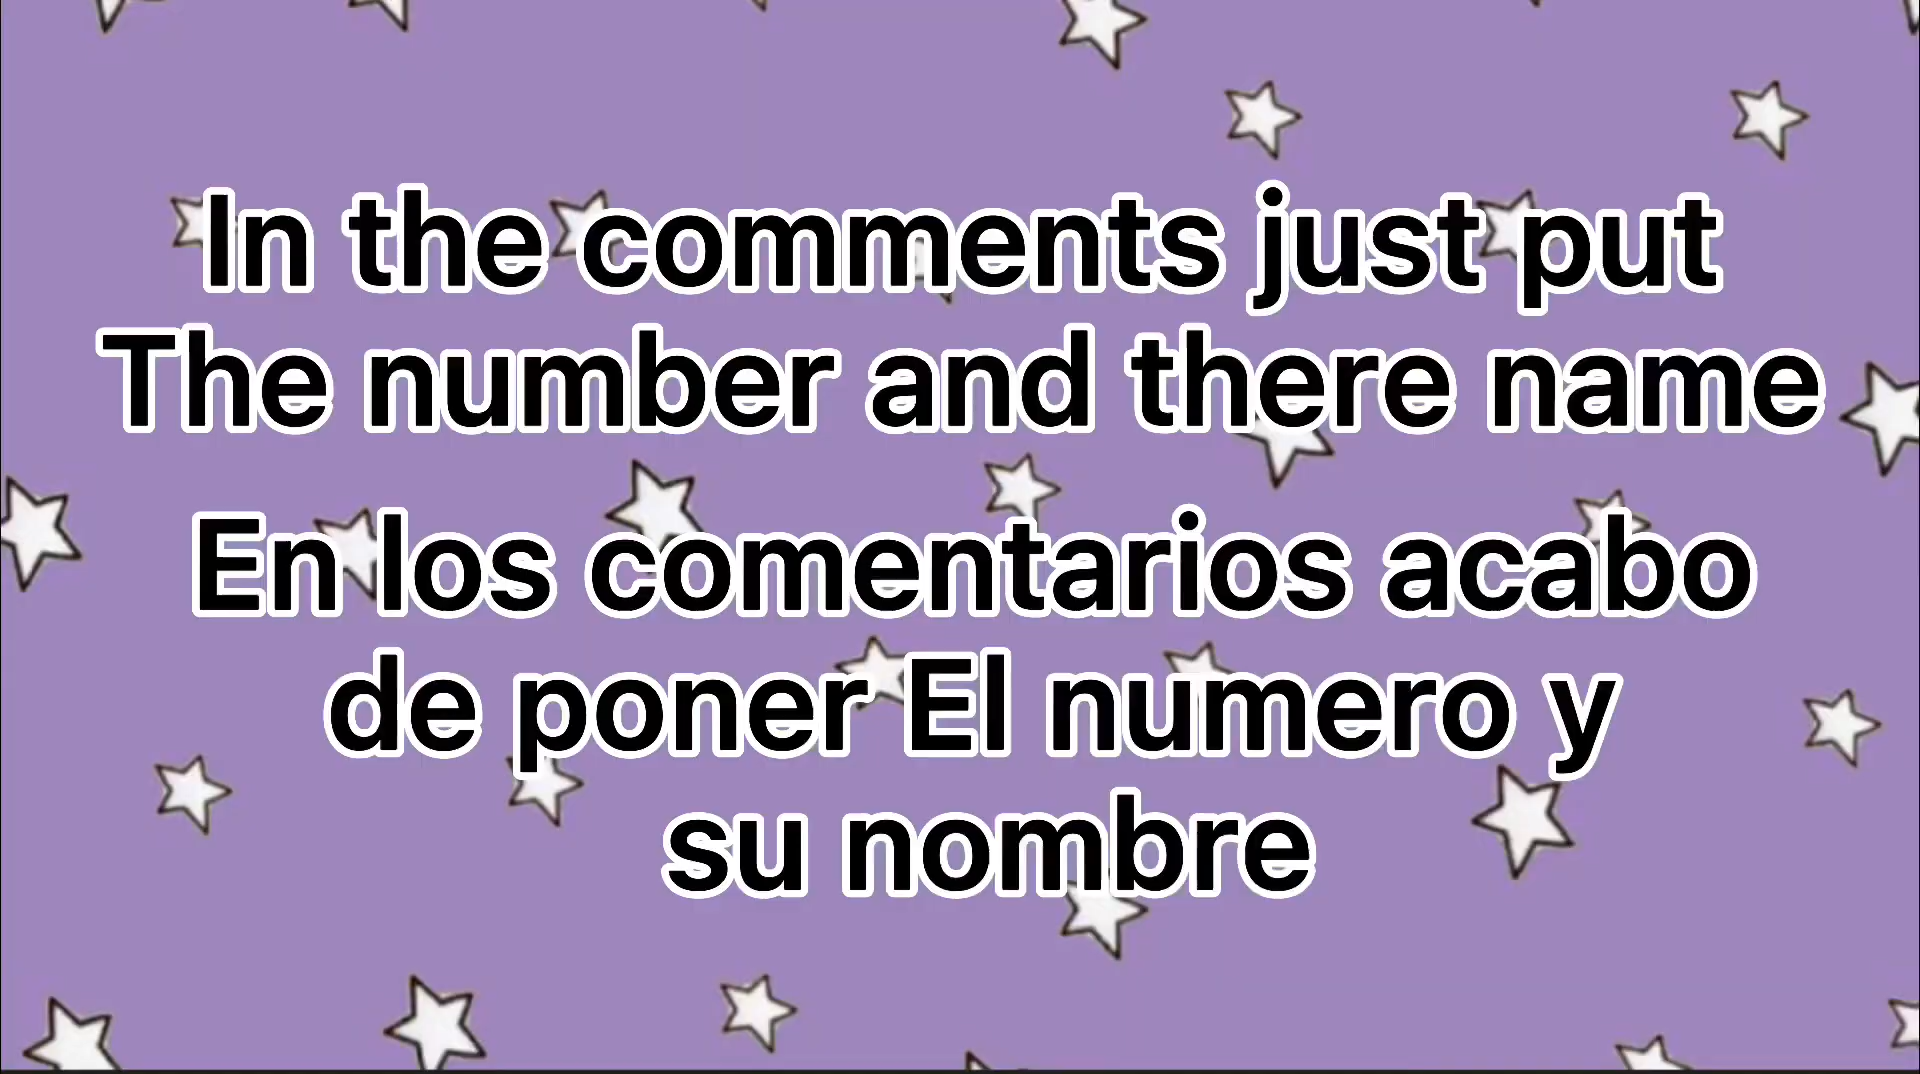 In the comments just put
The number and there name
En los comentarios acabo
de poner El numero y
su nombre